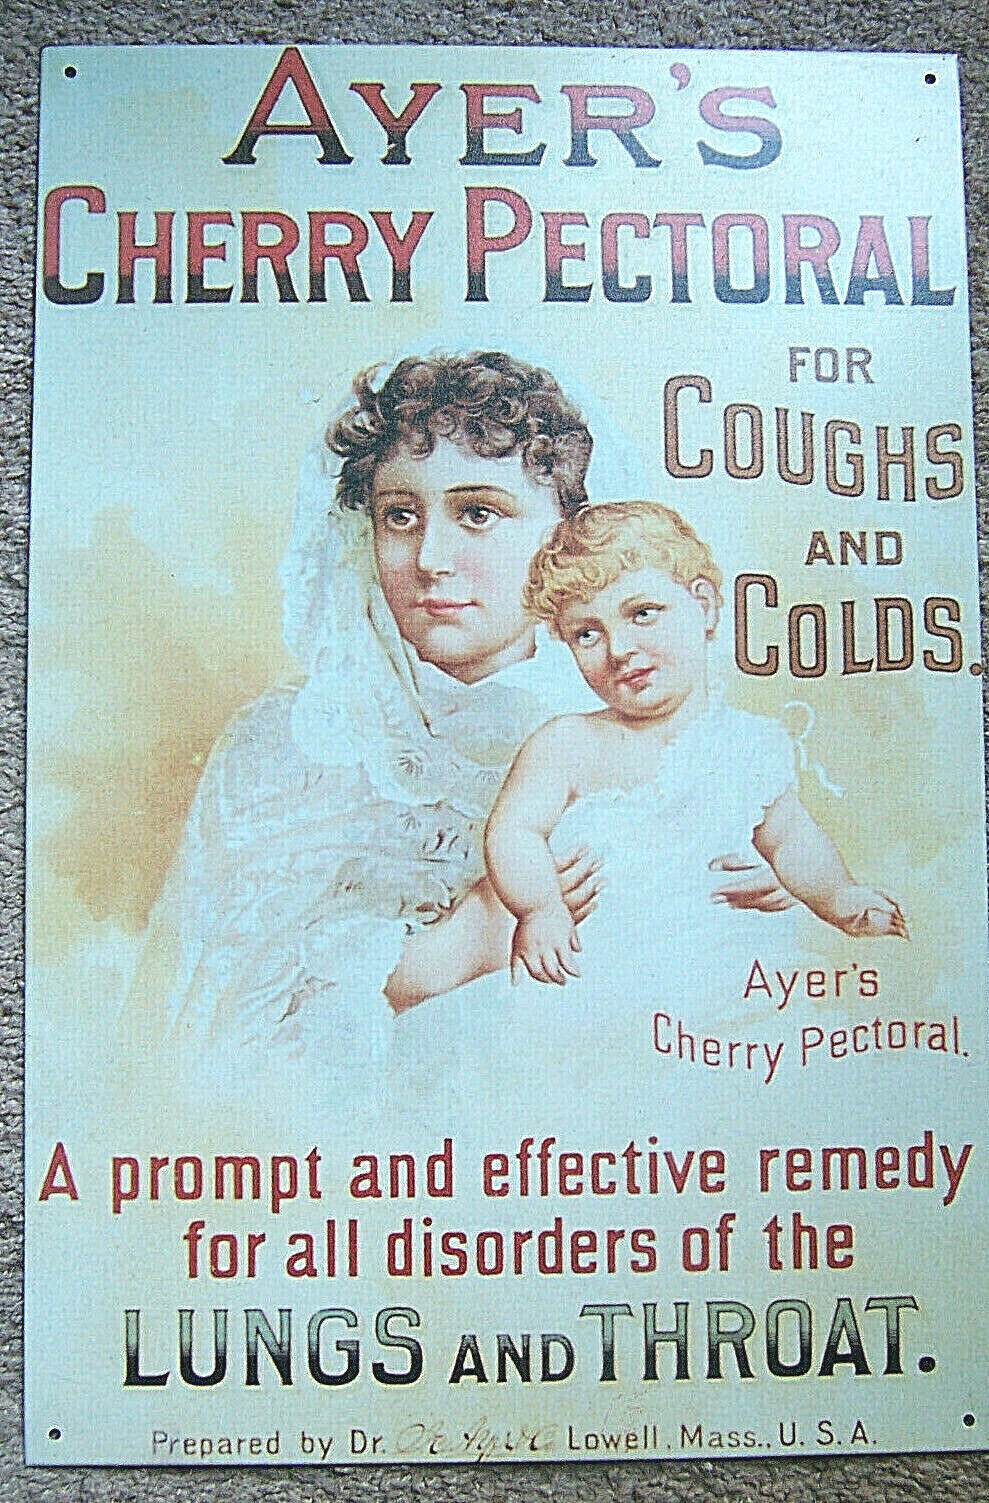 AYER'S
CHERRY PECTORAL
FOR
COUGHS
AND
COLDS.
Ayer's
Cherry Pectoral.
A prompt and effective remedy
for all disorders of the
LUNGS AND THROAT.
Prepared by Dr. Lowell, Mass., U. S. A.